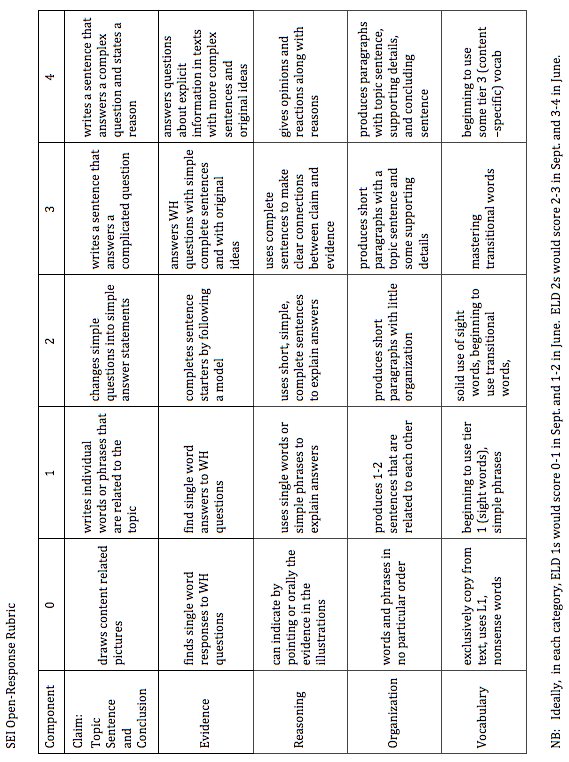 SEI Open-Response Rubric
Component
0
1
2
3
4
Claim:
Topic
Sentence
and
Conclusion
draws content related
pictures
writes individual
words or phrases that
are related to the
topic
changes simple
questions into simple
answer statements
writes a sentence that
answers a
complicated question
writes a sentence that
answers a complex
question and states a
reason
Evidence
finds single word
responses to WH
questions
find single word
answers to WH
questions
completes sentence
starters by following
a model
answers WH
questions with simple
complete sentences
and with original
ideas
answers questions
about explicit
information in texts
with more complex
sentences and
original ideas
Reasoning
can indicate by
pointing or orally the
evidence in the
illustrations
uses single words or
simple phrases to
explain answers
uses short, simple,
complete sentences
to explain answers
uses complete
sentences to make
clear connections
between claim and
evidence
gives opinions and
reactions along with
reasons
Organization
words and phrases in
no particular order
produces 1-2
sentences that are
related to each other
produces short
paragraphs with little
organization
produces short
paragraphs with a
topic sentence and
some supporting
details
produces paragraphs
with topic sentence,
supporting details,
and concluding
sentence
Vocabulary
exclusively copy from
text, uses L1,
nonsense words
beginning to use tier
1 (sight words),
simple phrases
solid use of sight
words, beginning to
use transitional
words,
mastering
transitional words
beginning to use
some tier 3 (content
–specific) vocab
NB: Ideally, in each category, ELD 1s would score 0-1 in Sept. and 1-2 in June. ELD 2s would score 2-3 in Sept. and 3-4 in June.